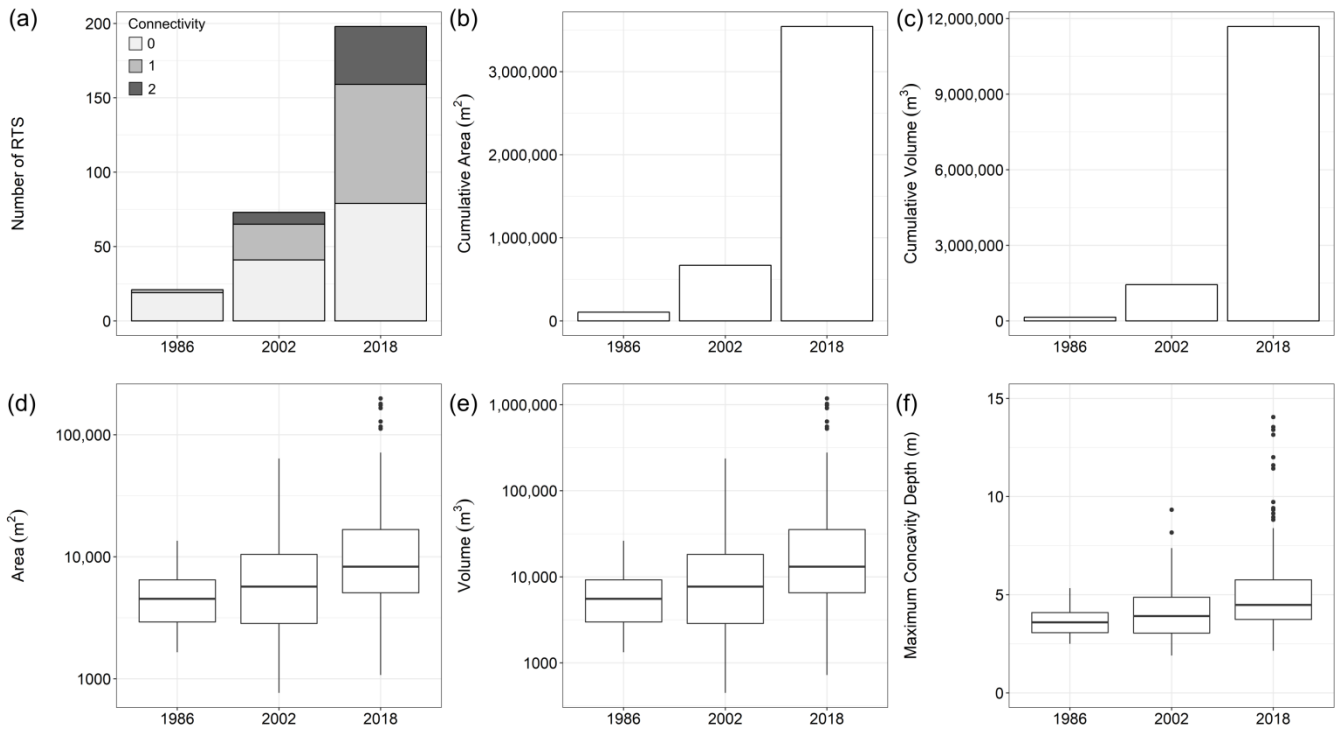 (a)
Number of RTS
200
150
100
50
0
Connectivity
0
1
2
1986 2002 2018
(b)
Cumulative Area (m²)
3,000,000
2,000,000
1,000,000
0
1986 2002 2018
(c)
Cumulative Volume (m³)
12,000,000
9,000,000
6,000,000
3,000,000
0
1986 2002 2018
(d)
Area (m²)
100,000
10,000
1000
1986 2002 2018
(e)
Volume (m³)
1,000,000
100,000
10,000
1000
1986 2002 2018
(f)
Maximum Concavity Depth (m)
15
10
5
0
1986 2002 2018